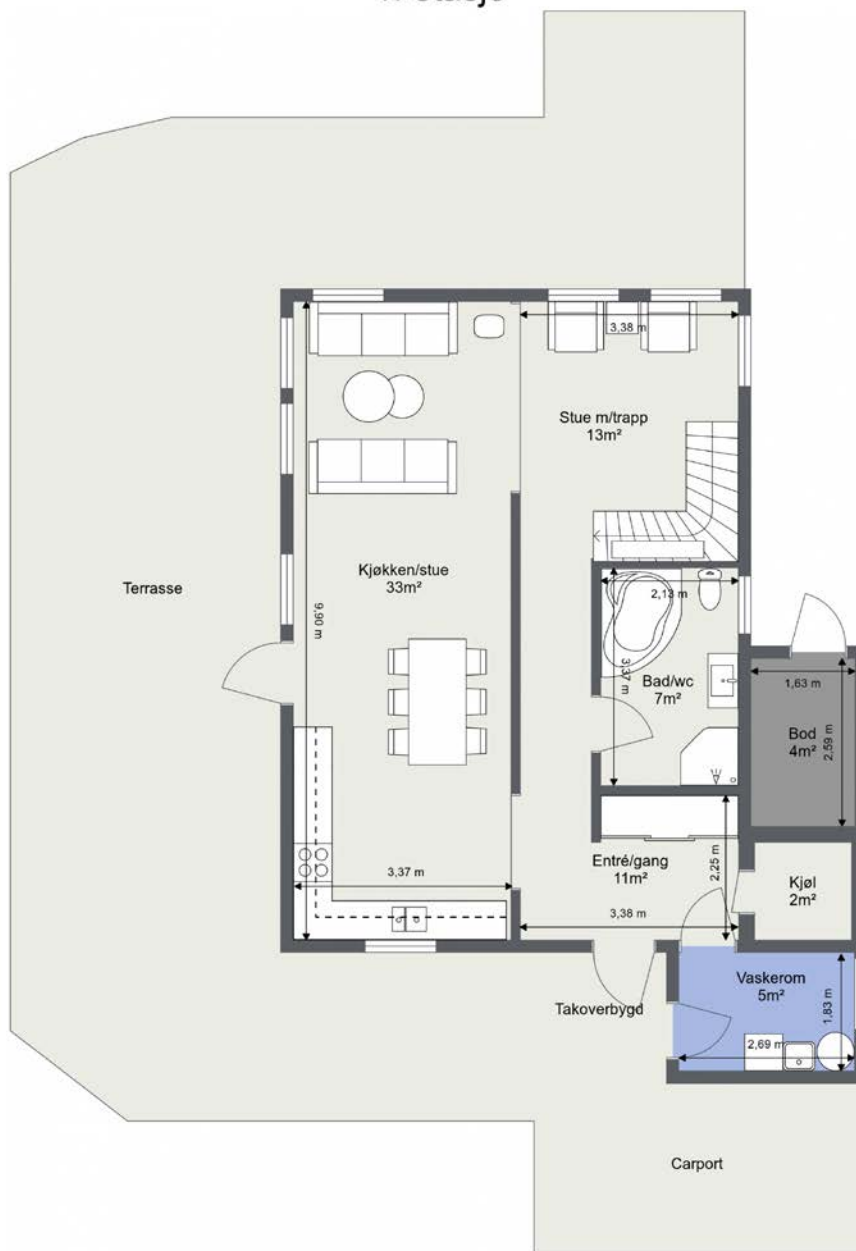 3,38 m
Stue m/trapp
13m²
Kjøkken/stue
33m²
Terrasse
9,90 m
2,13 m
3,37 m
Bad/wc
7m²
1,63 m
Bod
4m²
2,59 m
Entré/gang
11m²
2,25 m
3,37 m
3,38 m
Kjøl
2m²
Vaskerom
5m²
1,83 m
2,69 m
Takoverbygd
Carport